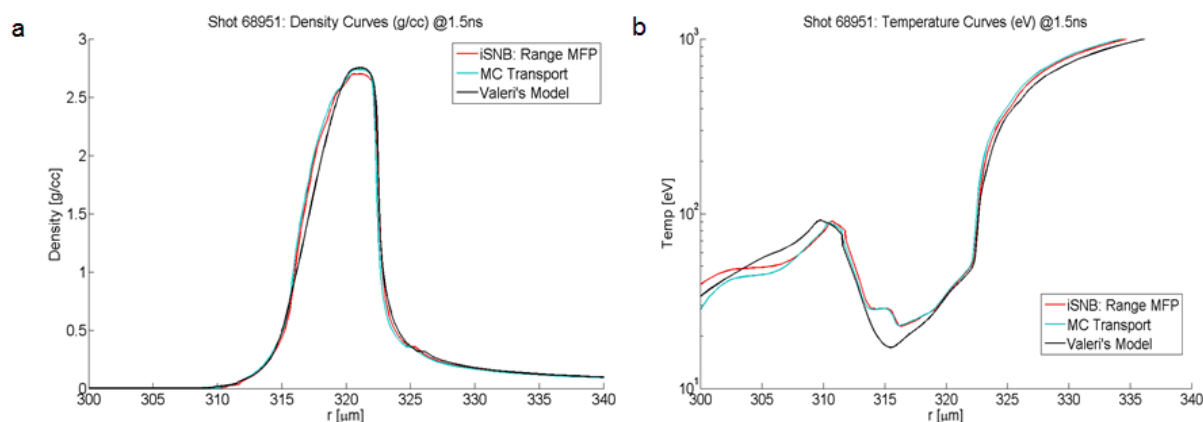 a
Shot 68951: Density Curves (g/cc) @1.5ns
iSNB: Range MFP
MC Transport
Valeri's Model
Density [g/cc]
3
2.5
2
1.5
1
0.5
0
300 305 310 315 320 325 330 335 340
r [μm]
b
Shot 68951: Temperature Curves (eV) @1.5ns
Temp [eV]
10³
10²
10¹
iSNB: Range MFP
MC Transport
Valeri's Model
300 305 310 315 320 325 330 335 340
r [μm]